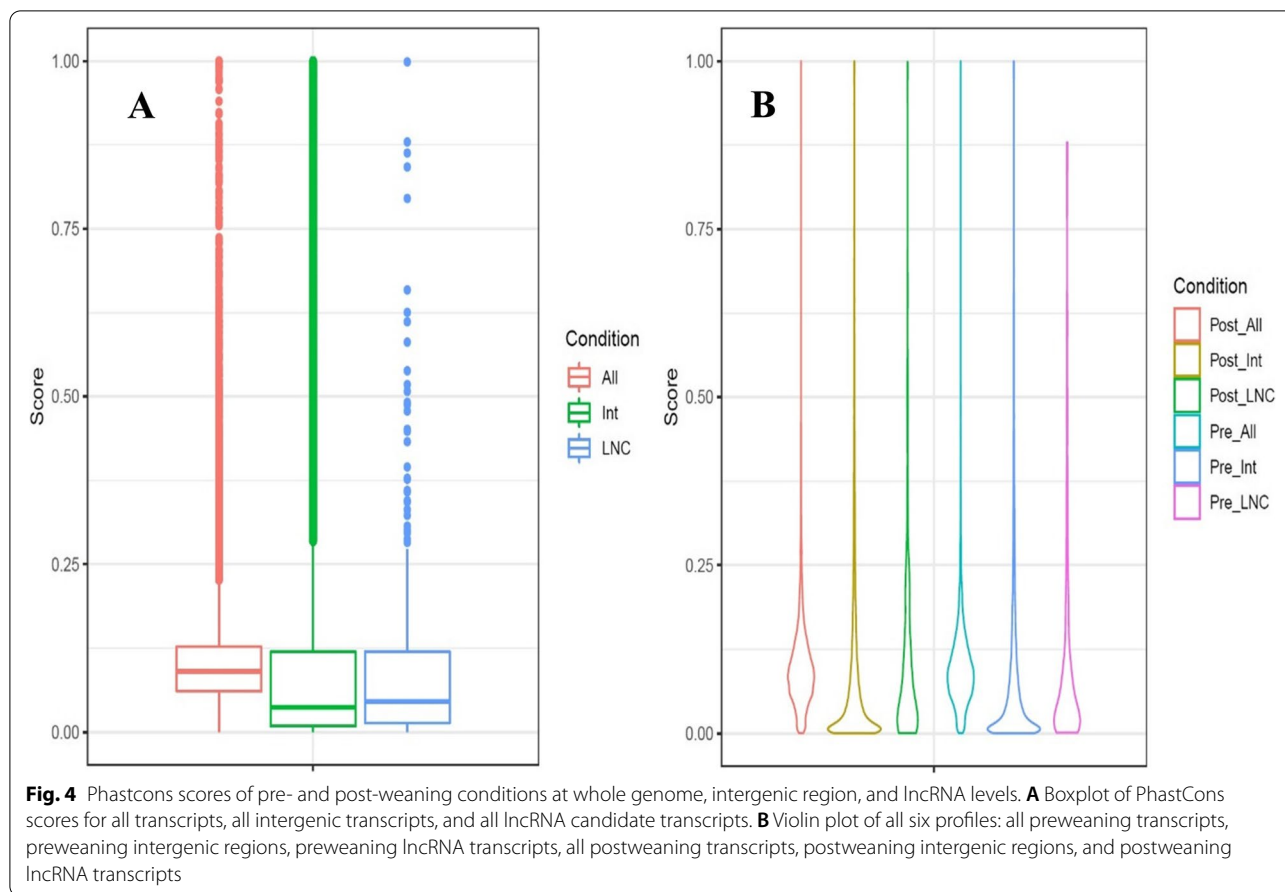 A
1.00
0.75
0.50
0.25
0.00
Score
Condition
All
Int
LNC
B
1.00
0.75
0.50
0.25
0.00
Score
Condition
Post_All
Post_Int
Post_LNC
Pre_All
Pre_Int
Pre_LNC
Fig. 4 Phastcons scores of pre- and post-weaning conditions at whole genome, intergenic region, and lncRNA levels. A Boxplot of PhastCons
scores for all transcripts, all intergenic transcripts, and all lncRNA candidate transcripts. B Violin plot of all six profiles: all preweaning transcripts,
preweaning intergenic regions, preweaning lncRNA transcripts, all postweaning transcripts, postweaning intergenic regions, and postweaning
lncRNA transcripts